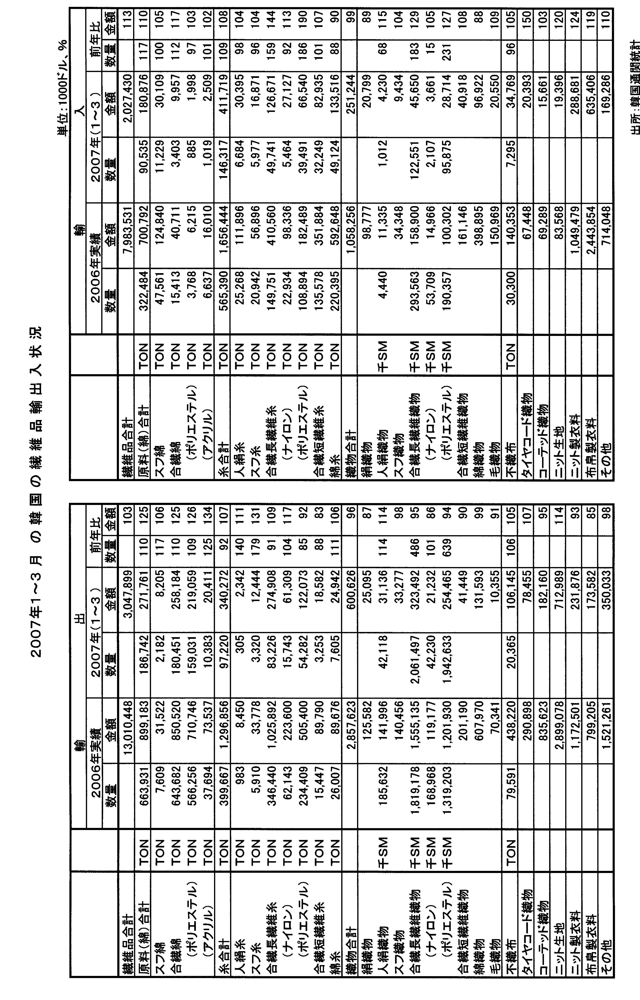 2007年1～3月 の韓国の繊維品輸出入状況
単位:1000ドル、%
輸 出
2006年実績 2007年(1～3) 前年比
数量 金額 数量 金額 数量 金額
繊維品合計 13,010,448 3,047,899 103
原料(綿)合計 TON 663,931 899,183 186,742 271,761 110 125
スフ綿 TON 7,609 31,522 2,182 8,205 117 106
合繊綿 TON 643,682 850,520 180,451 258,184 110 125
(ポリエステル) TON 566,256 710,746 159,031 219,059 109 126
(アクリル) TON 37,694 73,537 10,383 20,411 125 134
糸合計 TON 399,667 1,296,856 97,220 340,272 92 107
人絹糸 TON 983 8,450 305 2,342 140 111
スフ糸 TON 5,910 33,778 3,320 12,444 179 131
合繊長繊維糸 TON 346,440 1,025,892 83,226 274,908 91 109
(ナイロン) TON 62,143 223,600 15,743 61,309 104 117
(ポリエステル) TON 234,409 505,400 54,282 122,073 85 92
合繊短繊維糸 TON 15,447 89,790 3,253 18,582 88 83
綿糸 TON 26,007 89,676 7,605 24,942 111 106
織物合計 2,857,623 600,626 96
絹織物 125,582 25,095 87
人絹織物 千SM 185,632 141,996 42,118 31,136 114 114
スフ織物 140,456 33,277 98
合繊長繊維織物 千SM 1,819,178 1,555,135 2,061,497 323,492 486 95
(ナイロン) 千SM 168,968 119,177 42,230 21,232 101 86
(ポリエステル) 千SM 1,319,203 1,201,930 1,942,633 254,465 639 94
合繊短繊維織物 201,190 41,449 90
綿織物 607,970 131,593 99
毛織物 70,341 10,355 91
不織布 TON 79,591 438,220 20,365 106,145 106 105
タイヤコード織物 290,898 78,455 107
コーテッド織物 835,623 182,160 95
ニット生地 2,899,078 712,989 114
ニット製衣料 1,172,501 231,876 93
布帛製衣料 799,205 173,582 85
その他 1,521,261 350,033 98
輸 入
2006年実績 2007年(1～3) 前年比
数量 金額 数量 金額 数量 金額
繊維品合計 7,983,531 2,027,430 113
原料(綿)合計 TON 322,484 700,792 90,535 180,876 117 110
スフ綿 TON 47,561 124,840 11,229 30,109 100 105
合繊綿 TON 15,413 40,711 3,403 9,957 112 117
(ポリエステル) TON 3,768 6,215 885 1,998 97 103
(アクリル) TON 6,637 16,010 1,019 2,509 101 102
糸合計 TON 565,390 1,656,444 146,317 411,719 109 108
人絹糸 TON 25,268 111,896 6,684 30,395 98 104
スフ糸 TON 20,942 56,896 5,977 16,871 96 104
合繊長繊維糸 TON 149,751 410,560 49,741 126,671 159 144
(ナイロン) TON 22,934 98,336 5,464 27,127 92 113
(ポリエステル) TON 108,894 182,489 39,491 66,540 186 190
合繊短繊維糸 TON 135,578 351,884 32,249 82,935 101 107
綿糸 TON 220,395 592,648 49,124 133,516 88 90
織物合計 1,058,256 251,244 99
絹織物 98,777 20,799 89
人絹織物 千SM 4,440 11,335 1,012 4,230 68 115
スフ織物 34,348 9,434 104
合繊長繊維織物 千SM 293,563 158,900 122,551 45,650 183 129
(ナイロン) 千SM 53,709 14,966 2,107 3,661 15 105
(ポリエステル) 千SM 190,357 100,302 95,875 28,714 231 127
合繊短繊維織物 161,146 40,918 108
綿織物 398,895 96,922 88
毛織物 150,969 20,550 109
不織布 TON 30,300 140,353 7,295 34,769 96 105
タイヤコード織物 67,448 20,393 150
コーテッド織物 69,289 15,661 103
ニット生地 83,568 19,396 120
ニット製衣料 1,049,479 288,681 124
布帛製衣料 2,443,854 635,406 119
その他 714,048 169,286 110
出所:韓国通関統計